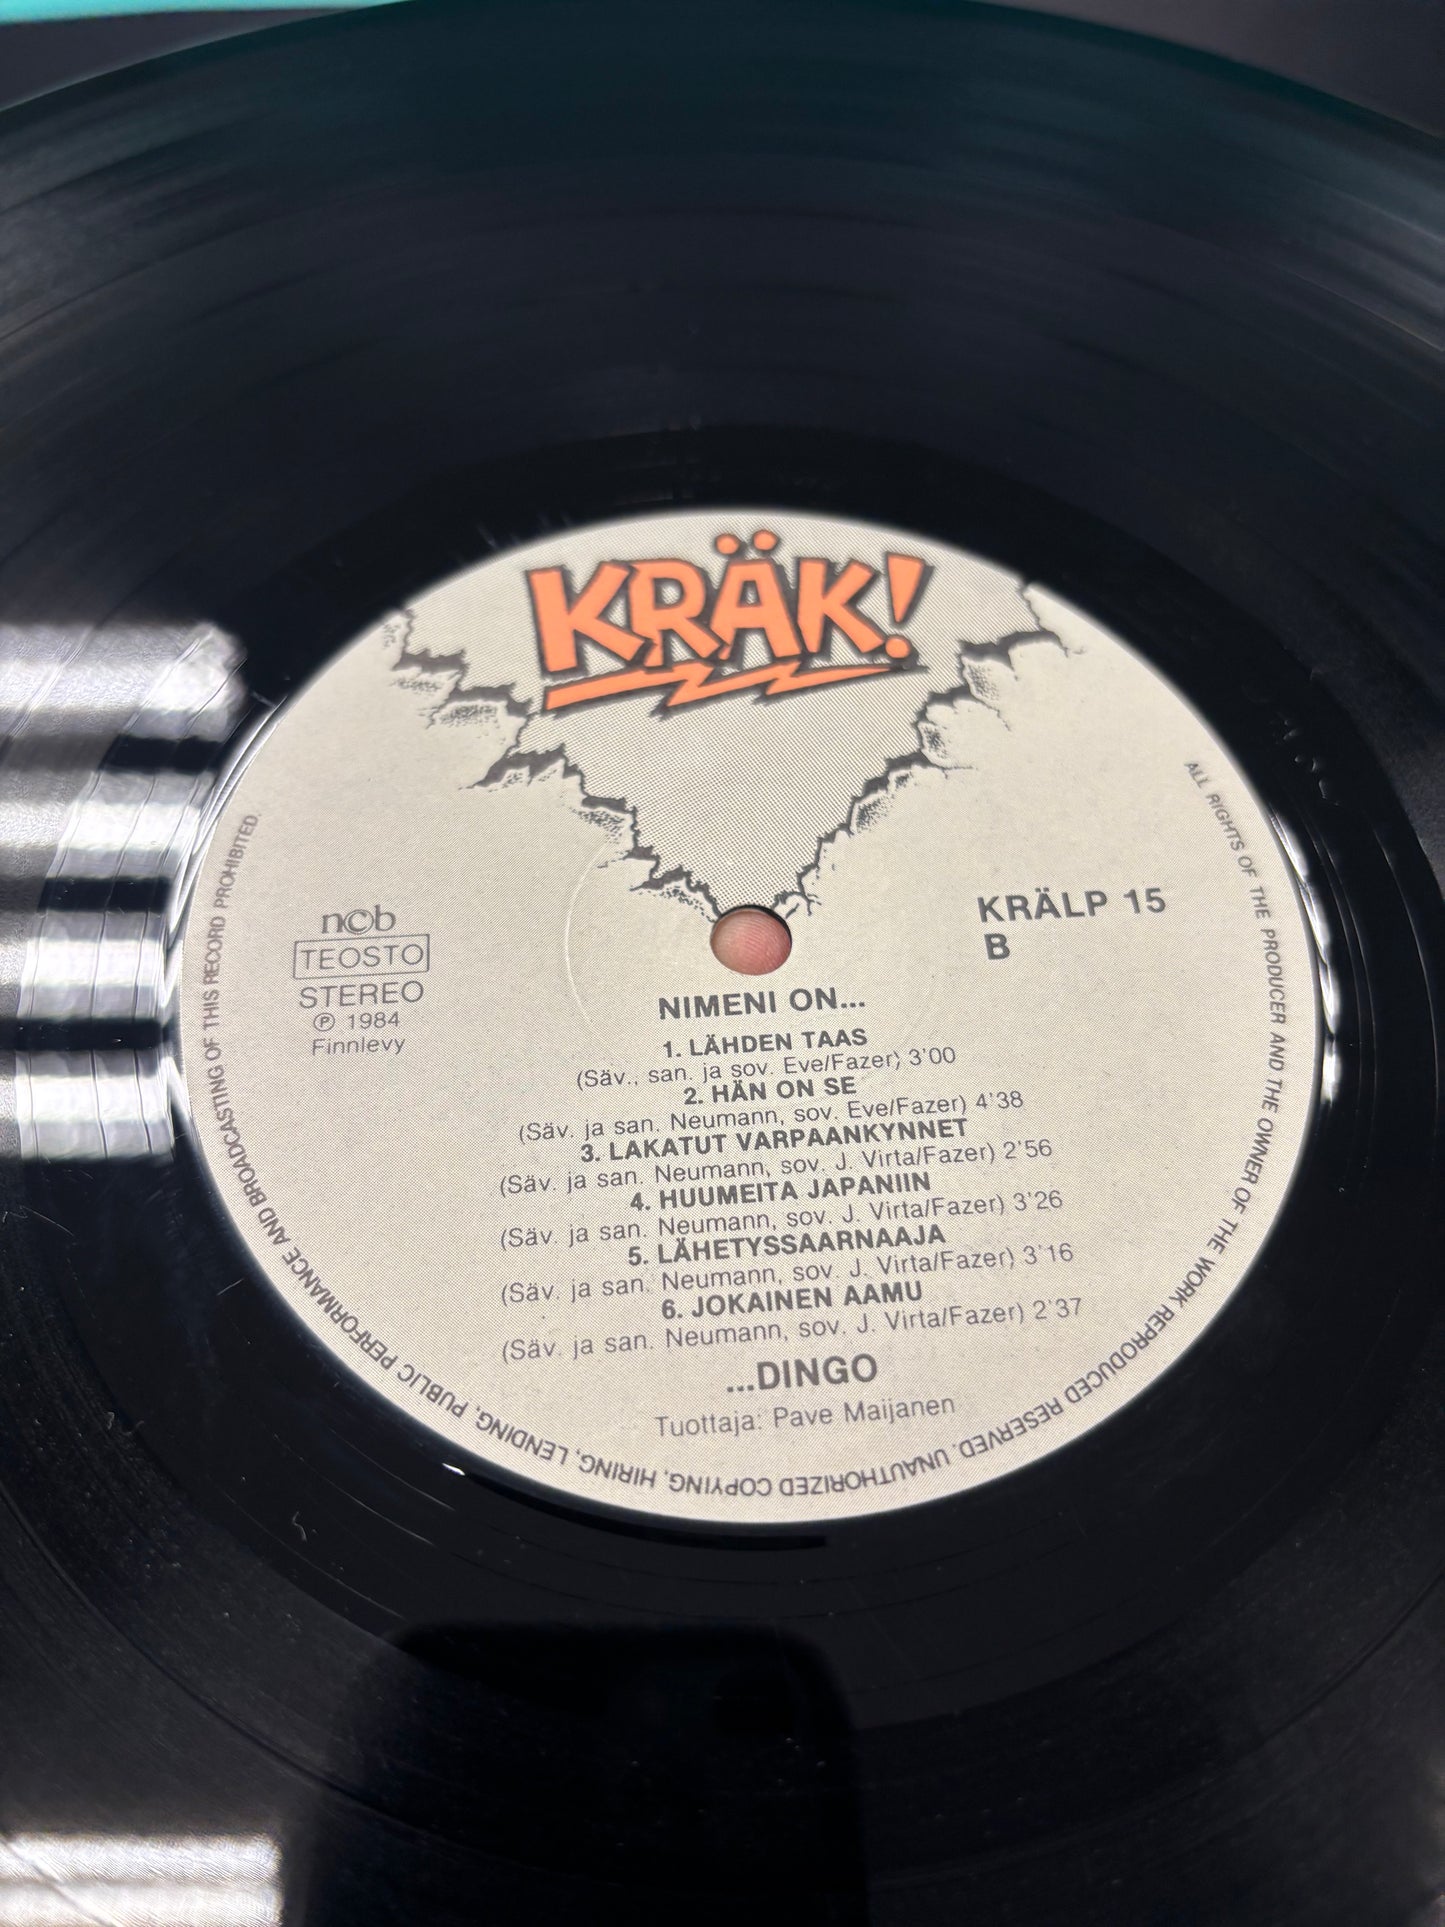 KRÄK!
KRÄLP 15
B
ncb
TEOSTO
STEREO
℗ 1984
Finnlevy
NIMENI ON...
1. LÄHDEN TAAS
(Säv., san. ja sov. Eve/Fazer) 3'00
2. HÄN ON SE
(Säv. ja san. Neumann, sov. Eve/Fazer) 4'38
3. LAKATUT VARPAANKYNNET
(Säv. ja san. Neumann, sov. J. Virta/Fazer) 2'56
4. HUUMEITA JAPANIIN
(Säv. ja san. Neumann, sov. J. Virta/Fazer) 3'26
5. LÄHETYSSAARNAAJA
(Säv. ja san. Neumann, sov. J. Virta/Fazer) 3'16
6. JOKAINEN AAMU
(Säv. ja san. Neumann, sov. J. Virta/Fazer) 2'37
...DINGO
Tuottaja: Pave Maijanen
ALL RIGHTS OF THE PRODUCER AND THE OWNER OF THE WORK REPRODUCED RESERVED. UNAUTHORIZED COPYING, HIRING, LENDING, PUBLIC PERFORMANCE AND BROADCASTING OF THIS RECORD PROHIBITED.